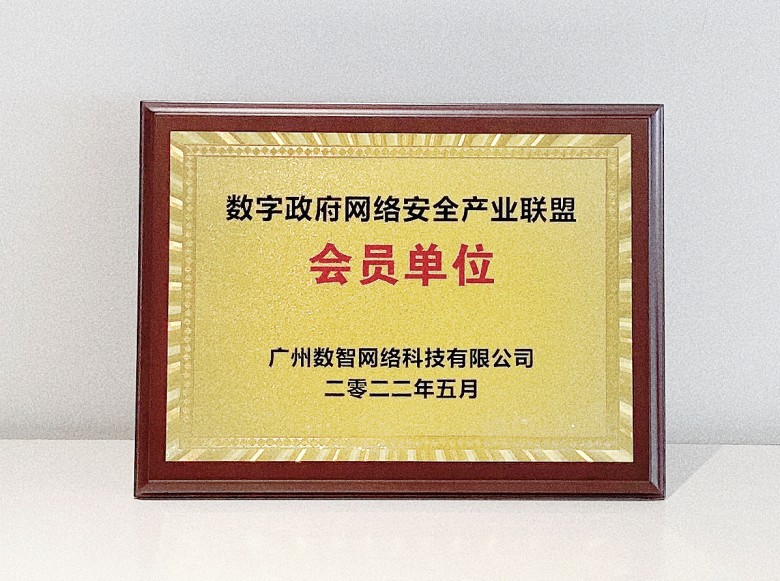 数字政府网络安全产业联盟
会员单位
广州数智网络科技有限公司
二零二二年五月